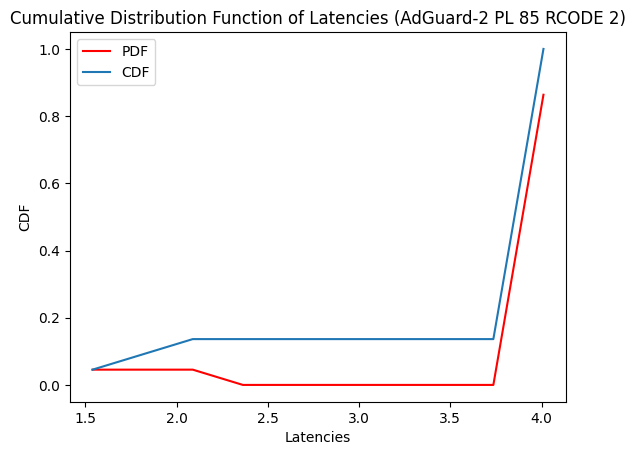 Cumulative Distribution Function of Latencies (AdGuard-2 PL 85 RCODE 2)
PDF
CDF
1.0
0.8
0.6
0.4
0.2
0.0
CDF
1.5
2.0
2.5
3.0
3.5
4.0
Latencies